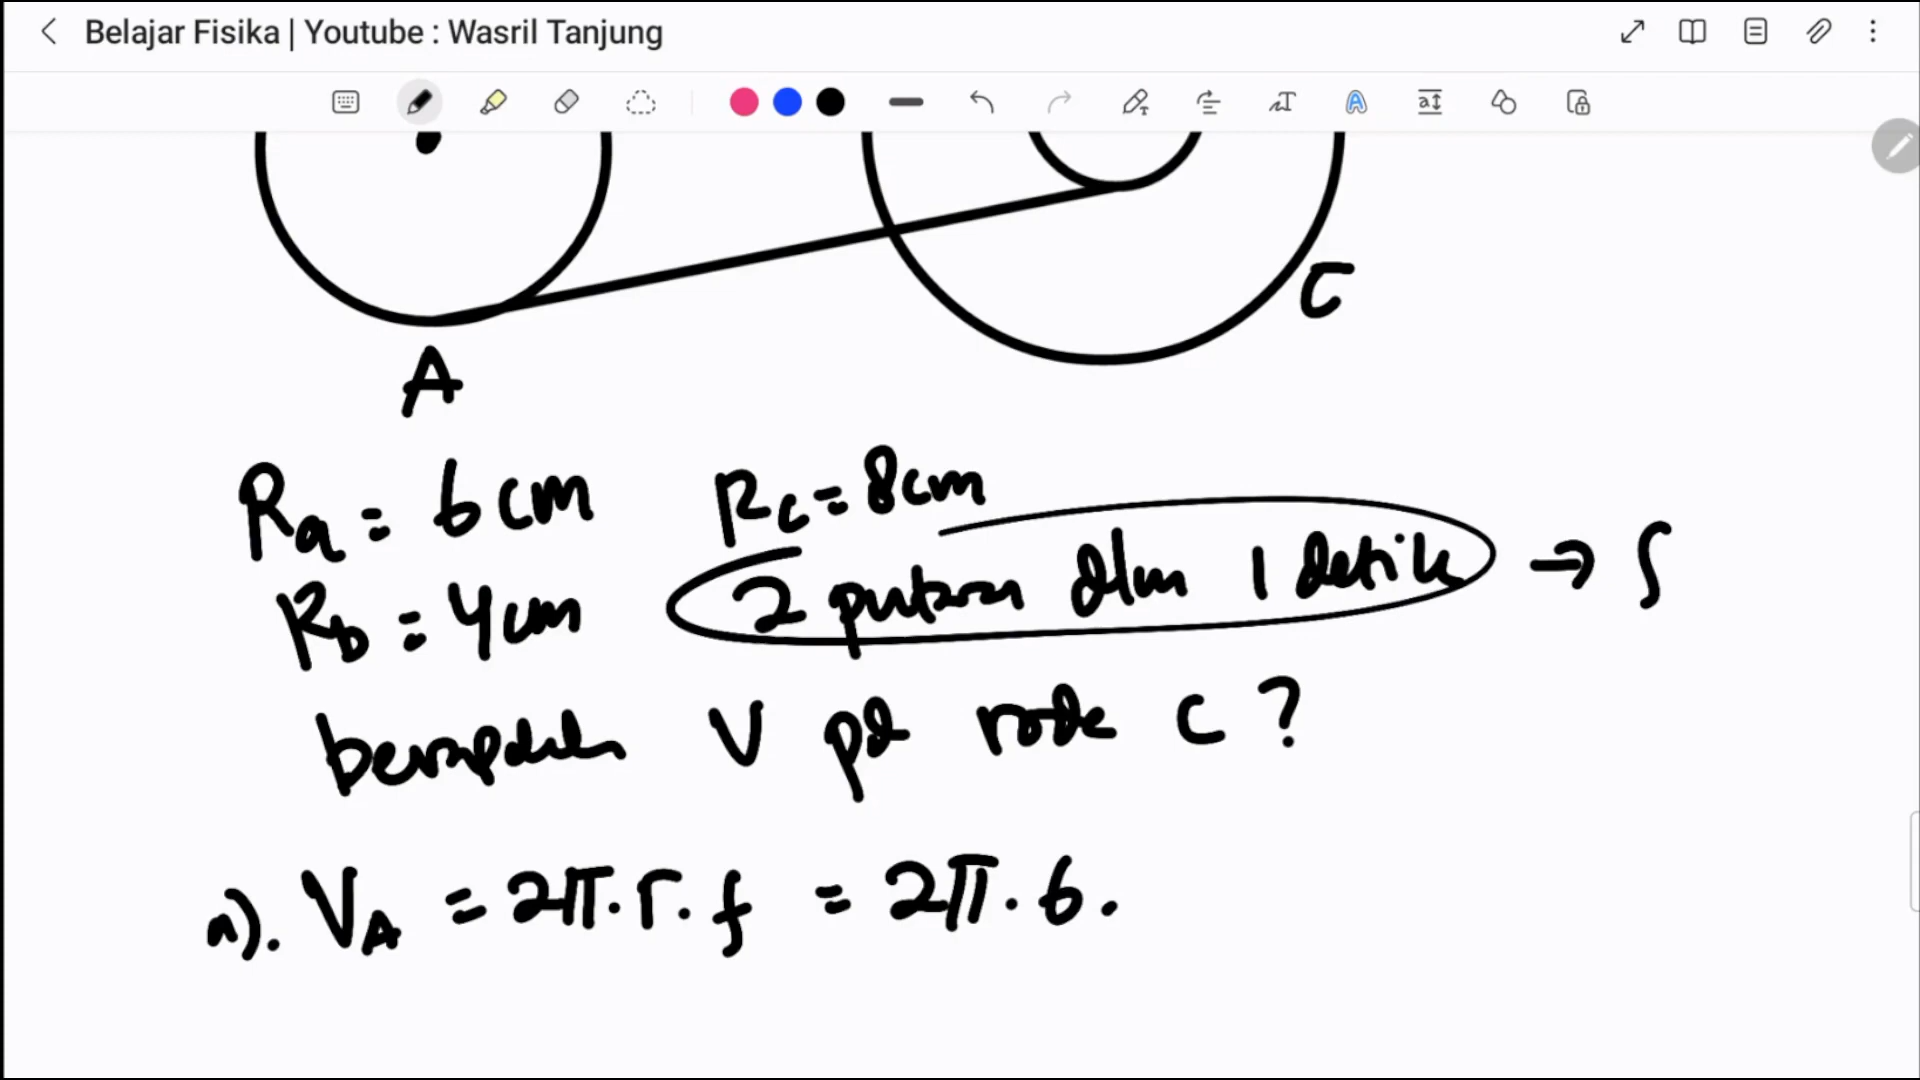 Belajar Fisika | Youtube : Wasril Tanjung
C
A
Ra = 6 cm Rc = 8 cm
Rb = 4 cm 2 putaran dlm 1 detik → f
berapakah V pd roda C ?
a). VA = 2π. r. f = 2π. 6.